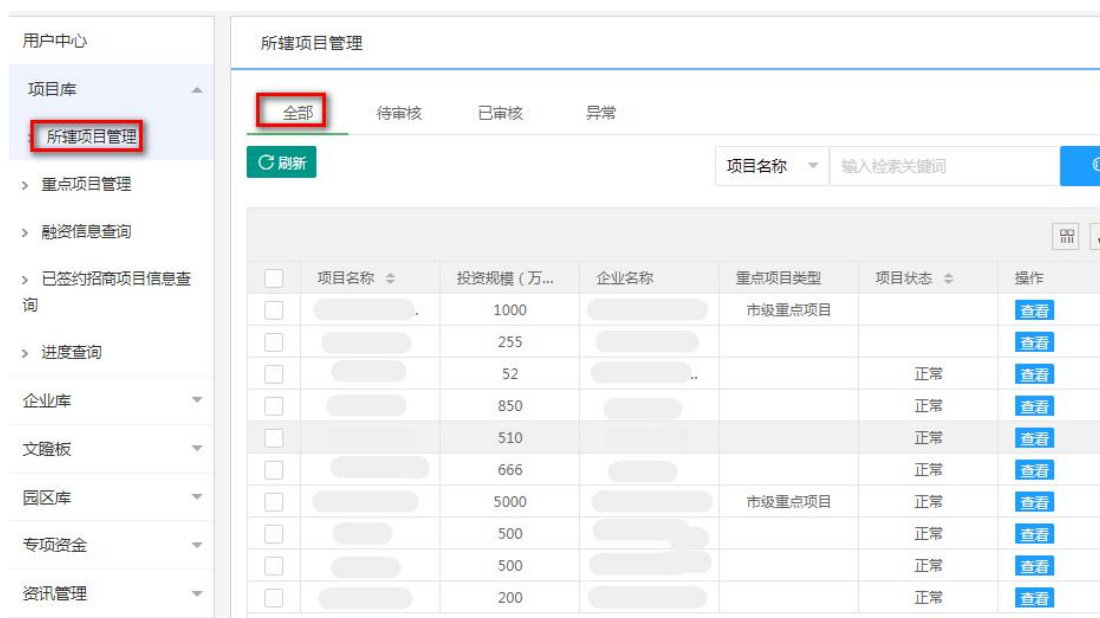 用户中心
项目库
所辖项目管理
重点项目管理
融资信息查询
已签约招商项目信息查
询
进度查询
企业库
文瞪板
园区库
专项资金
资讯管理
所辖项目管理
全部 待审核 已审核 异常
刷新 项目名称 输入检索关键词
项目名称 投资规模（万... 企业名称 重点项目类型 项目状态 操作
. 1000 市级重点项目 查看
255 查看
52 .. 正常 查看
850 正常 查看
510 正常 查看
666 正常 查看
5000 市级重点项目 正常 查看
500 正常 查看
500 正常 查看
200 正常 查看